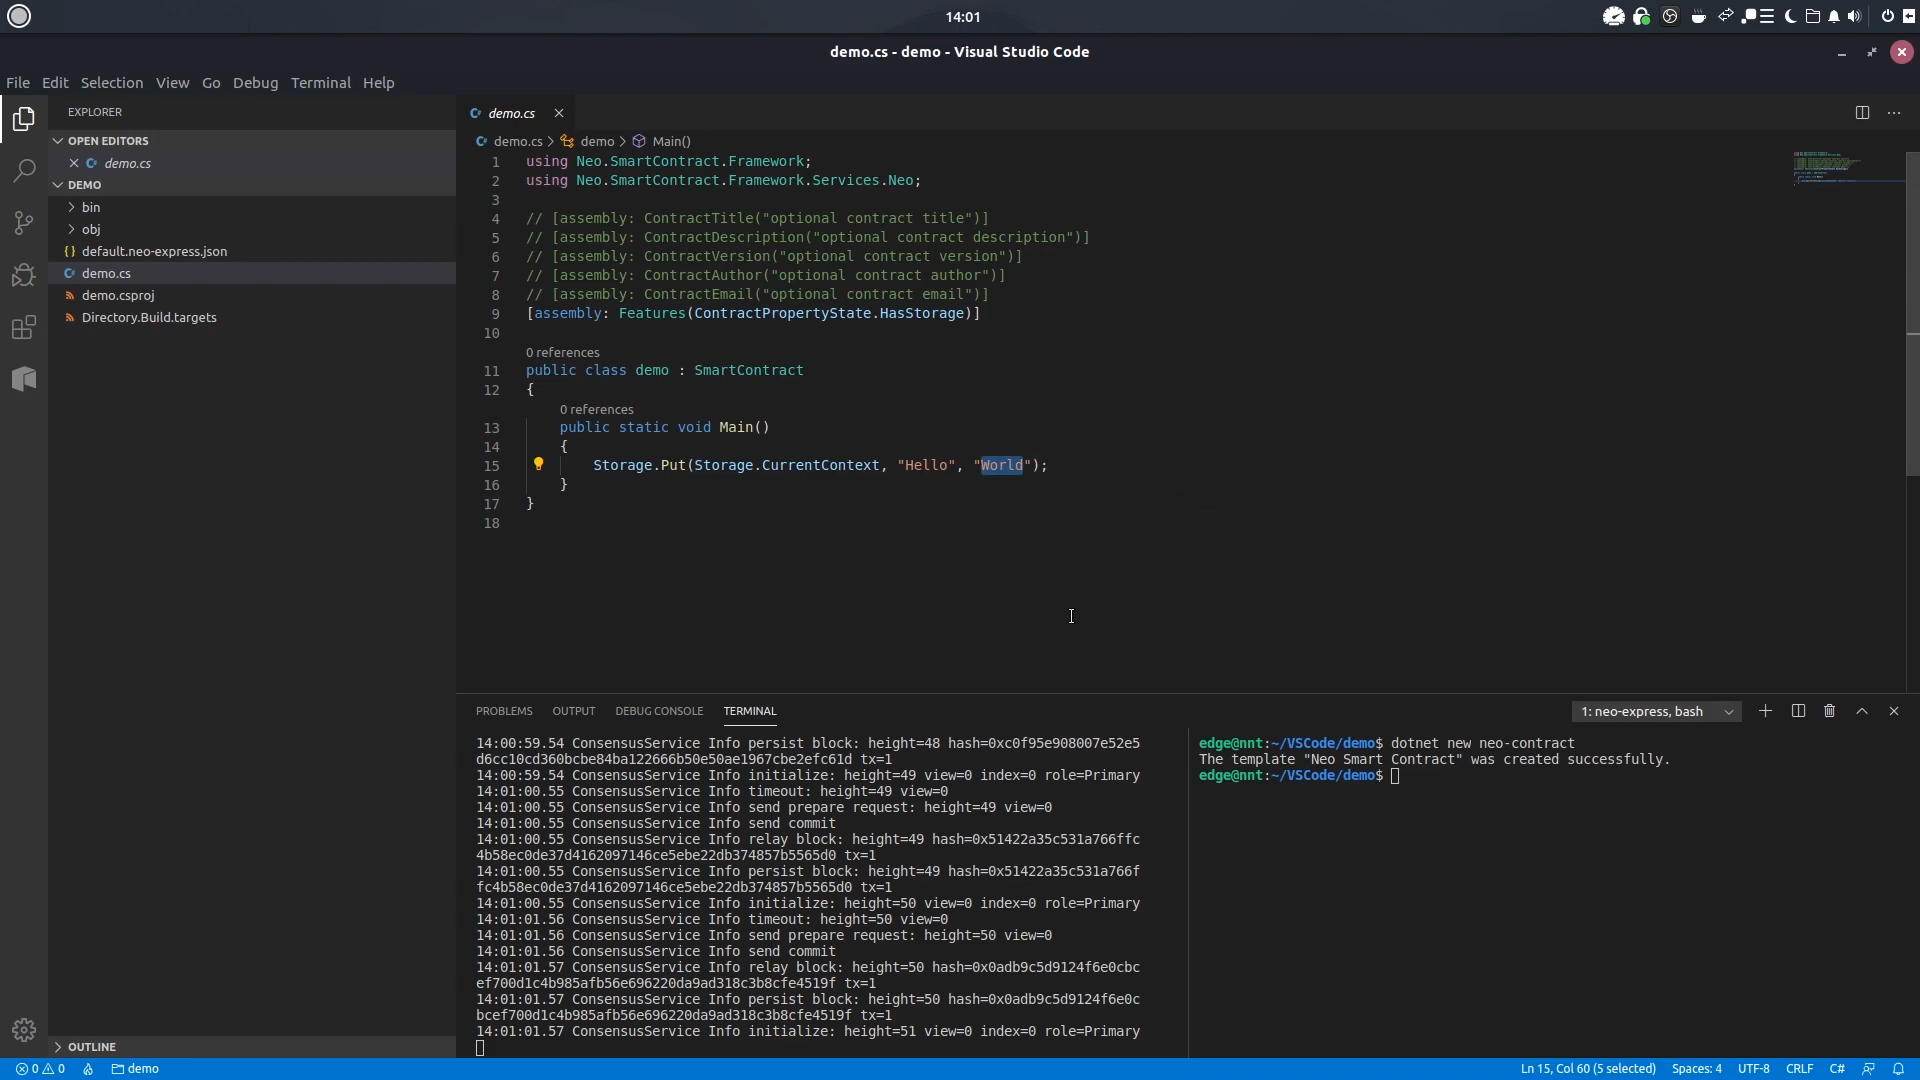 14:01
demo.cs - demo - Visual Studio Code
File Edit Selection View Go Debug Terminal Help
EXPLORER
OPEN EDITORS
demo.cs
DEMO
bin
obj
default.neo-express.json
demo.cs
demo.csproj
Directory.Build.targets
OUTLINE
demo.cs
demo.cs > demo > Main()
1 using Neo.SmartContract.Framework;
2 using Neo.SmartContract.Framework.Services.Neo;
3
4 // [assembly: ContractTitle("optional contract title")]
5 // [assembly: ContractDescription("optional contract description")]
6 // [assembly: ContractVersion("optional contract version")]
7 // [assembly: ContractAuthor("optional contract author")]
8 // [assembly: ContractEmail("optional contract email")]
9 [assembly: Features(ContractPropertyState.HasStorage)]
10
0 references
11 public class demo : SmartContract
12 {
0 references
13 public static void Main()
14 {
15 Storage.Put(Storage.CurrentContext, "Hello", "World");
16 }
17 }
18
PROBLEMS OUTPUT DEBUG CONSOLE TERMINAL
1: neo-express, bash
14:00:59.54 ConsensusService Info persist block: height=48 hash=0xc0f95e908007e52e5
d6cc10cd360bcbe84ba122666b50e50ae1967cbe2efc61d tx=1
14:00:59.54 ConsensusService Info initialize: height=49 view=0 index=0 role=Primary
14:01:00.55 ConsensusService Info timeout: height=49 view=0
14:01:00.55 ConsensusService Info send prepare request: height=49 view=0
14:01:00.55 ConsensusService Info send commit
14:01:00.55 ConsensusService Info relay block: height=49 hash=0x51422a35c531a766ffc
4b58ec0de37d4162097146ce5ebe22db374857b5565d0 tx=1
14:01:00.55 ConsensusService Info persist block: height=49 hash=0x51422a35c531a766f
fc4b58ec0de37d4162097146ce5ebe22db374857b5565d0 tx=1
14:01:00.55 ConsensusService Info initialize: height=50 view=0 index=0 role=Primary
14:01:01.56 ConsensusService Info timeout: height=50 view=0
14:01:01.56 ConsensusService Info send prepare request: height=50 view=0
14:01:01.56 ConsensusService Info send commit
14:01:01.57 ConsensusService Info relay block: height=50 hash=0x0adb9c5d9124f6e0cbc
ef700d1c4b985afb56e696220da9ad318c3b8cfe4519f tx=1
14:01:01.57 ConsensusService Info persist block: height=50 hash=0x0adb9c5d9124f6e0c
bcef700d1c4b985afb56e696220da9ad318c3b8cfe4519f tx=1
14:01:01.57 ConsensusService Info initialize: height=51 view=0 index=0 role=Primary
edge@nnt:~/VSCode/demo$ dotnet new neo-contract
The template "Neo Smart Contract" was created successfully.
edge@nnt:~/VSCode/demo$
0 0 demo
Ln 15, Col 60 (5 selected) Spaces: 4 UTF-8 CRLF C#